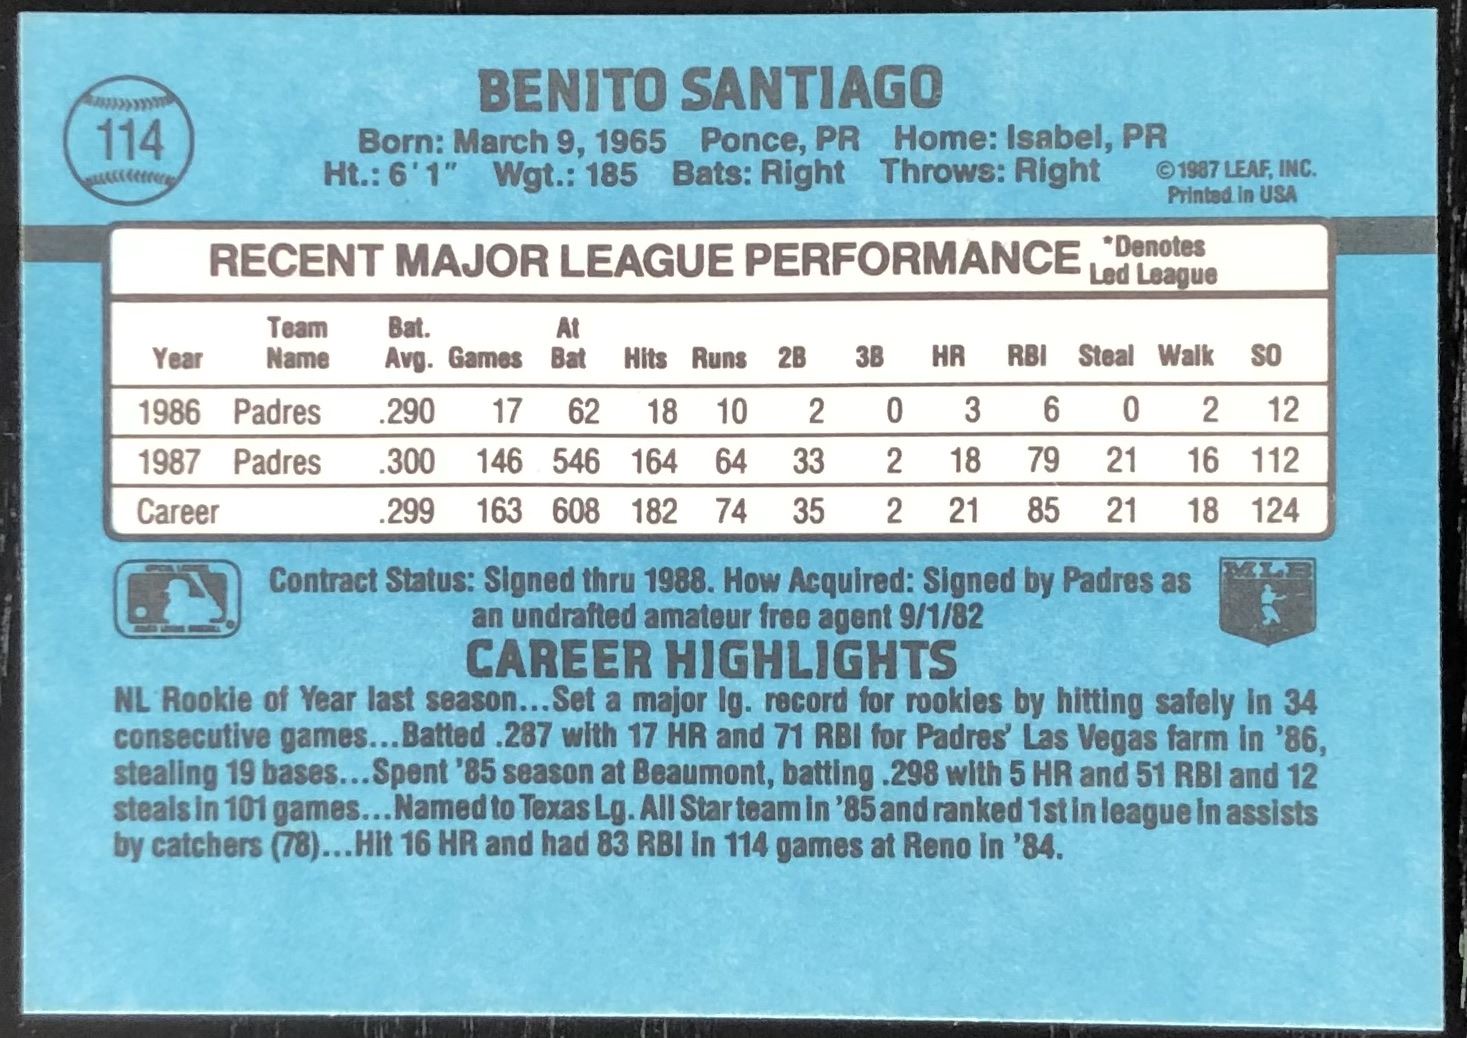 BENITO SANTIAGO
114
Born: March 9, 1965 Ponce, PR Home: Isabel, PR
Ht.: 6'1" Wgt.: 185 Bats: Right Throws: Right
©1987 LEAF, INC.
Printed in USA
RECENT MAJOR LEAGUE PERFORMANCE *Denotes Led League
Year Team Name Bat. Avg. Games At Bat Hits Runs 2B 3B HR RBI Steal Walk SO
1986 Padres .290 17 62 18 10 2 0 3 6 0 2 12
1987 Padres .300 146 546 164 64 33 2 18 79 21 16 112
Career .299 163 608 182 74 35 2 21 85 21 18 124
Contract Status: Signed thru 1988. How Acquired: Signed by Padres as
an undrafted amateur free agent 9/1/82
MLB
CAREER HIGHLIGHTS
NL Rookie of Year last season...Set a major lg. record for rookies by hitting safely in 34
consecutive games...Batted .287 with 17 HR and 71 RBI for Padres' Las Vegas farm in '86,
stealing 19 bases...Spent '85 season at Beaumont, batting .298 with 5 HR and 51 RBI and 12
steals in 101 games...Named to Texas Lg. All Star team in '85 and ranked 1st in league in assists
by catchers (78)...Hit 16 HR and had 83 RBI in 114 games at Reno in '84.